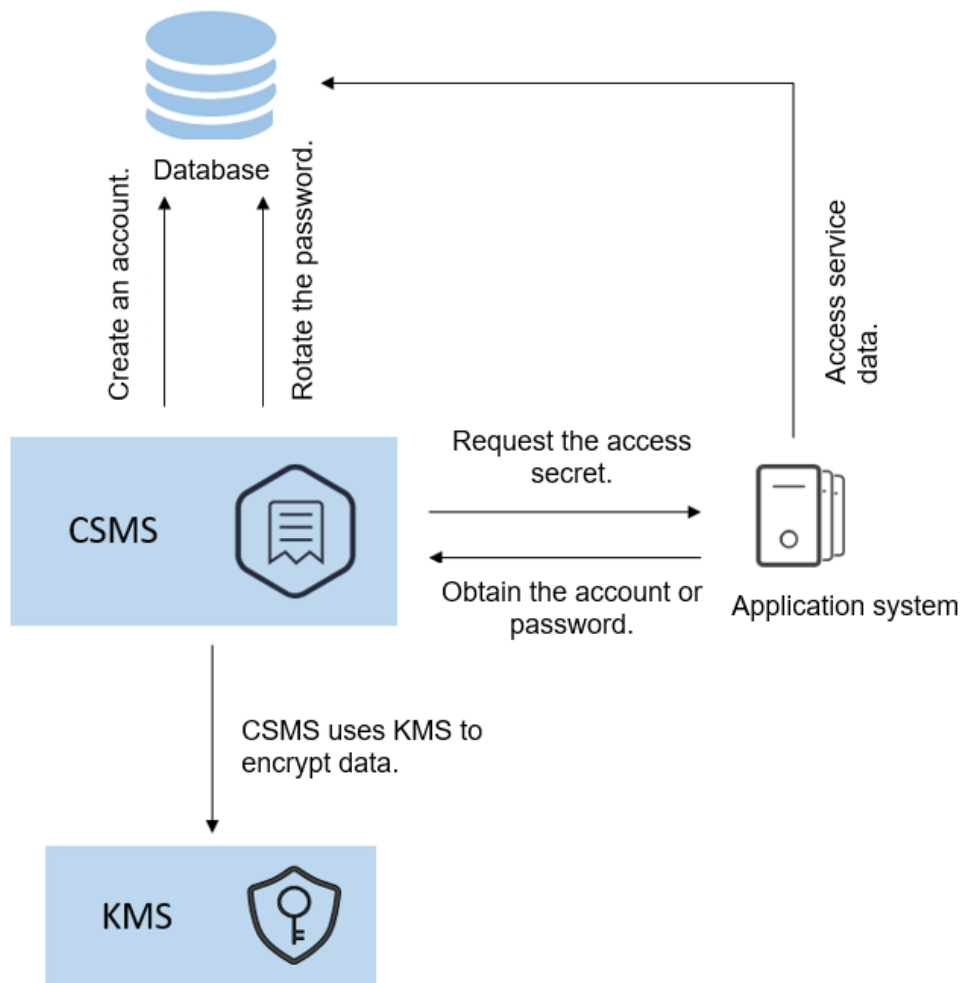 Database
Create an account.
Rotate the password.
Access service
data.
Request the access
secret.
CSMS
Obtain the account or
password.
Application system
CSMS uses KMS to
encrypt data.
KMS